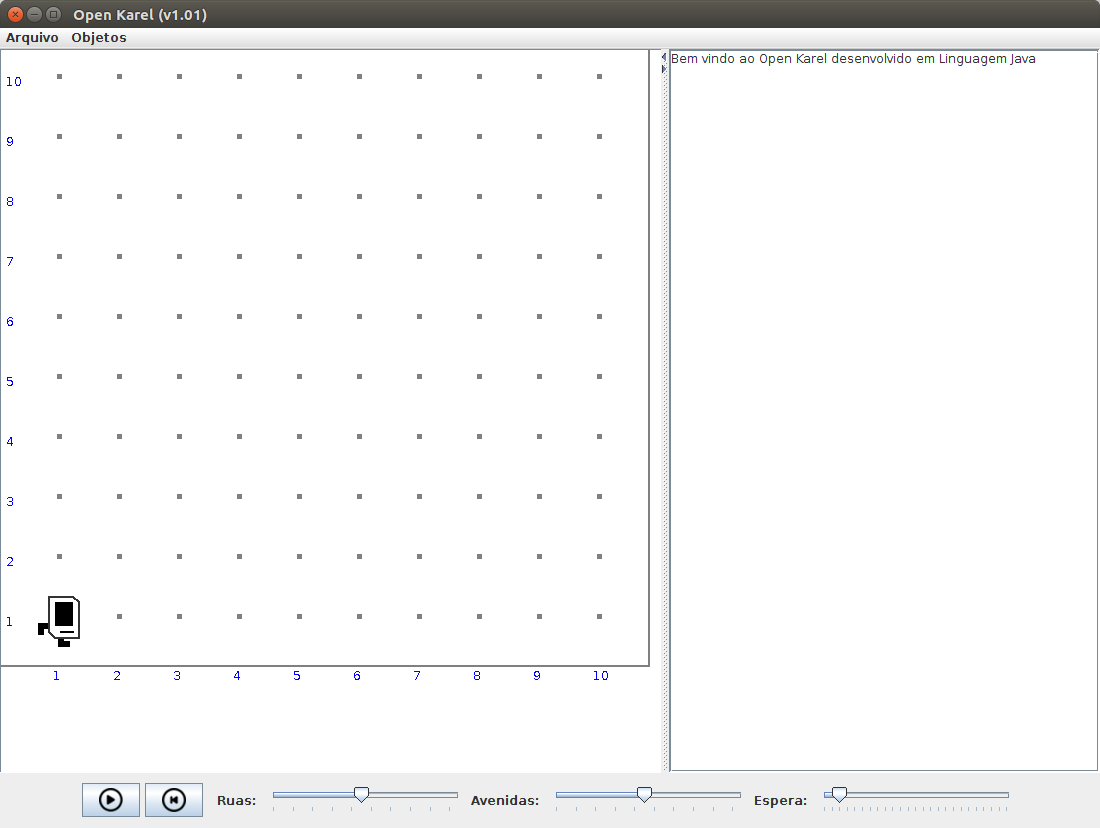 Open Karel (v1.01)
Arquivo Objetos
Bem vindo ao Open Karel desenvolvido em Linguagem Java
10
9
8
7
6
5
4
3
2
1
1 2 3 4 5 6 7 8 9 10
Ruas: Avenidas: Espera: